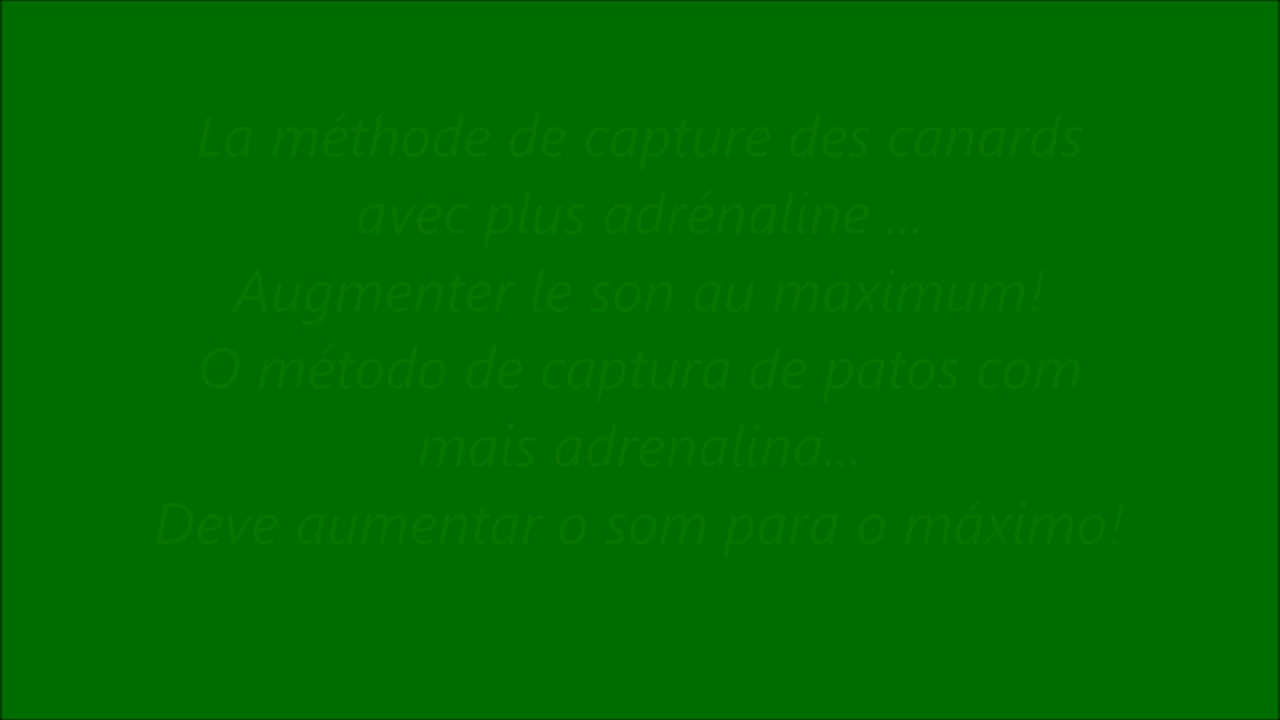 La méthode de capture des canards
avec plus adrénaline ...
Augmenter le son au maximum!
O método de captura de patos com
mais adrenalina...
Deve aumentar o som para o máximo!